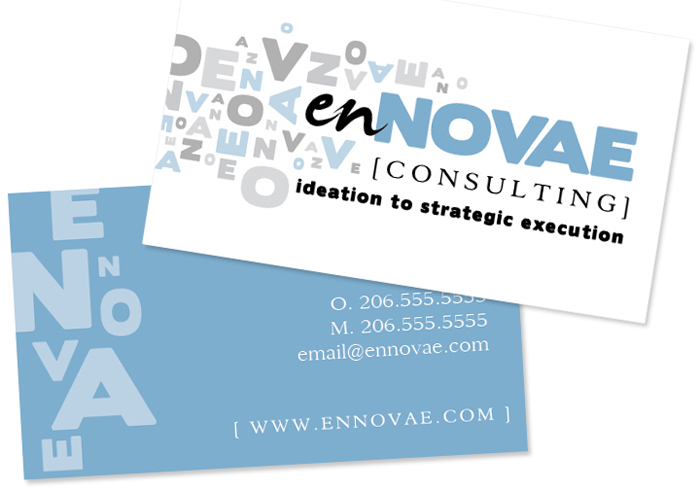 enNOVAE
[CONSULTING]
ideation to strategic execution
O. 206.555.5555
M. 206.555.5555
email@ennovae.com
[ WWW.ENNOVAE.COM ]
E
N
N
O
V
A
E